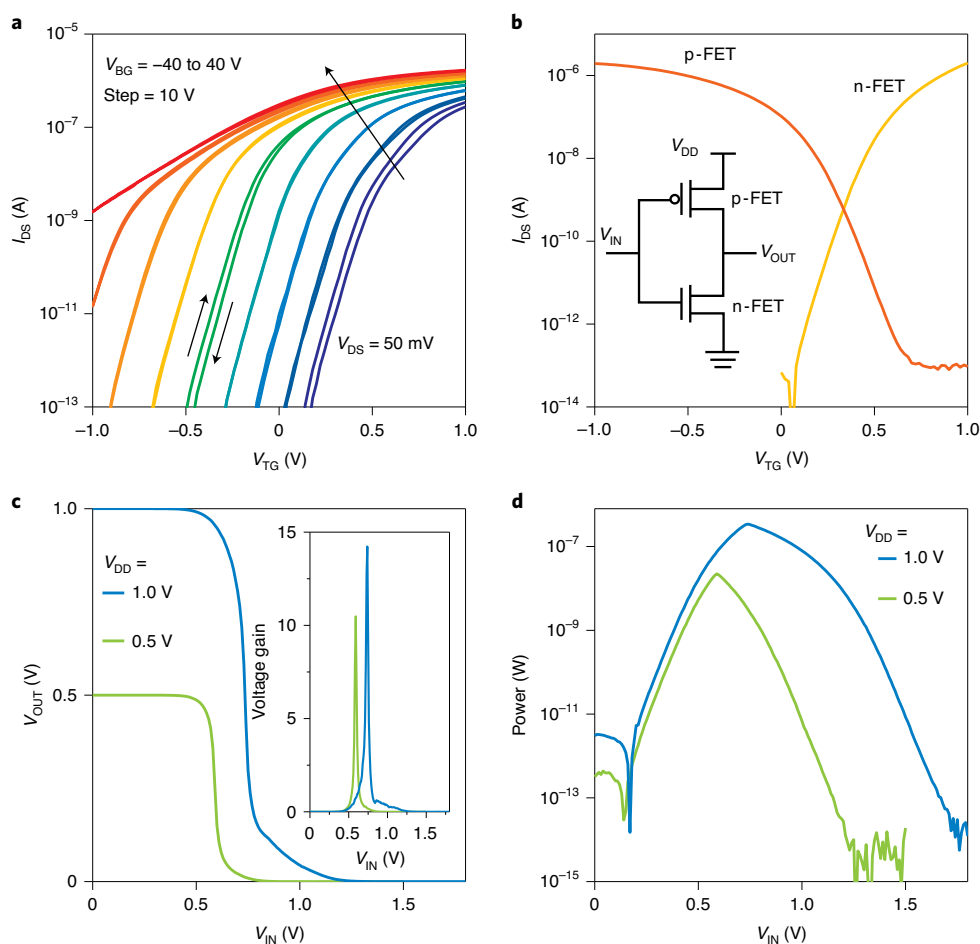 a
10⁻⁵
10⁻⁷
10⁻⁹
10⁻¹¹
10⁻¹³
I_DS (A)
V_BG = −40 to 40 V
Step = 10 V
V_DS = 50 mV
−1.0 −0.5 0 0.5 1.0
V_TG (V)
b
10⁻⁶
10⁻⁸
10⁻¹⁰
10⁻¹²
10⁻¹⁴
I_DS (A)
p-FET
n-FET
V_DD
p-FET
V_IN
V_OUT
n-FET
−1.0 −0.5 0 0.5 1.0
V_TG (V)
c
1.0
0.5
0
V_OUT (V)
V_DD =
1.0 V
0.5 V
15
10
5
0
Voltage gain
0 0.5 1.0 1.5
V_IN (V)
0 0.5 1.0 1.5
V_IN (V)
d
10⁻⁷
10⁻⁹
10⁻¹¹
10⁻¹³
10⁻¹⁵
Power (W)
V_DD =
1.0 V
0.5 V
0 0.5 1.0 1.5
V_IN (V)